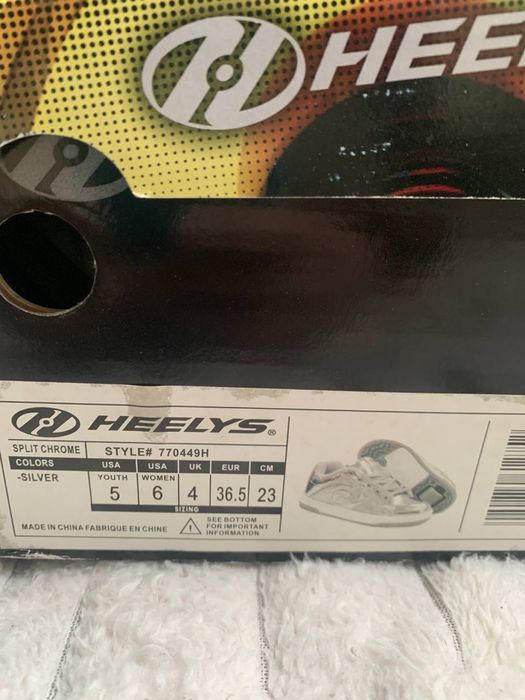 HEE
HEELYS®
SPLIT CHROME STYLE# 770449H
COLORS USA USA UK EUR CM
-SILVER YOUTH WOMEN
5 6 4 36.5 23
SIZING
MADE IN CHINA FABRIQUE EN CHINE
SEE BOTTOM
FOR IMPORTANT
INFORMATION